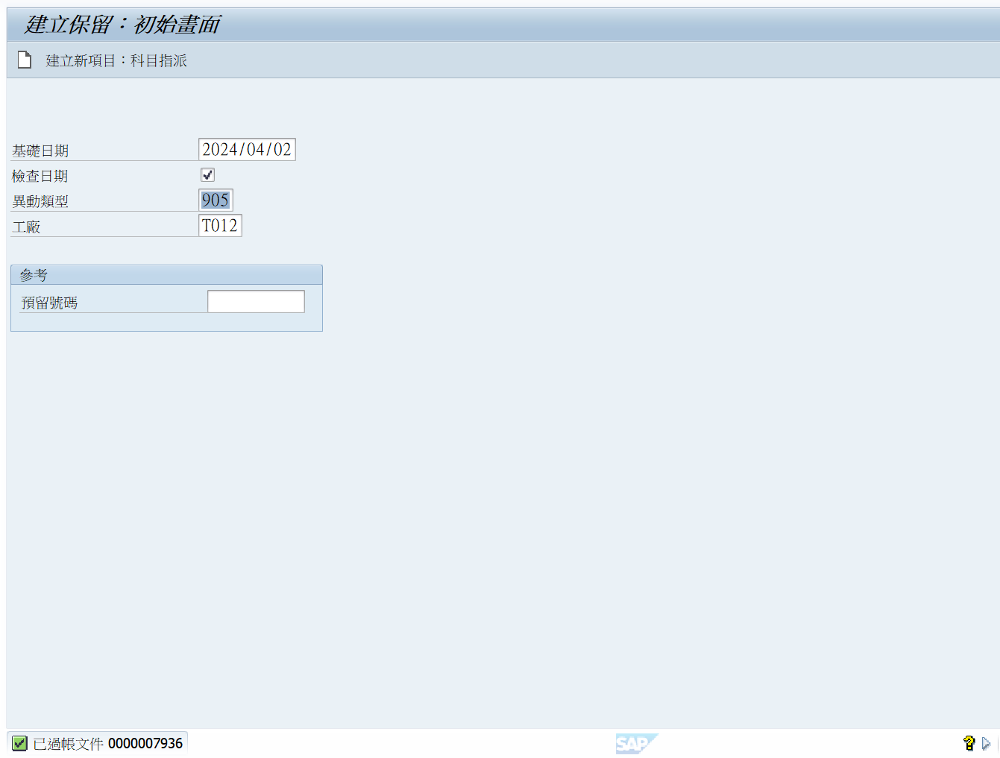 建立保留：初始畫面
建立新項目：科目指派
基礎日期 2024/04/02
檢查日期
異動類型 905
工廠 T012
參考
預留號碼
已過帳文件 0000007936
SAP